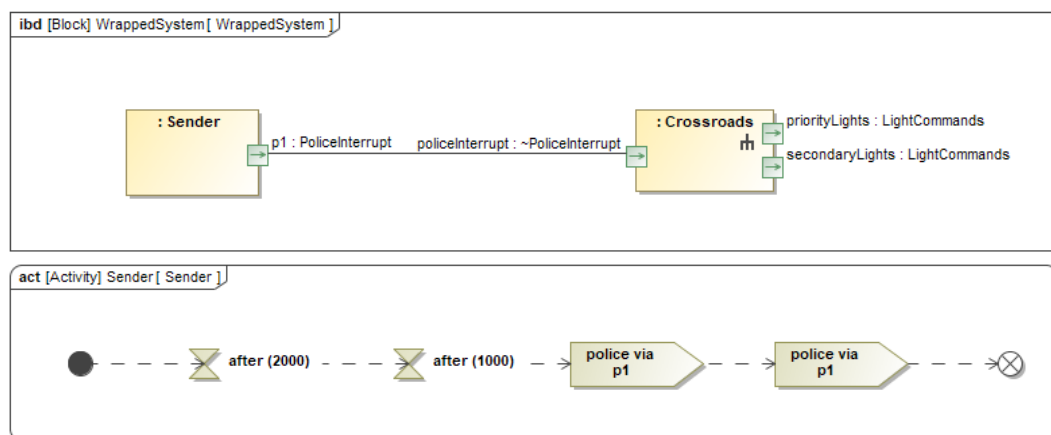 ibd [Block] WrappedSystem[ WrappedSystem ]
: Sender
p1 : PoliceInterrupt
policeInterrupt : ~PoliceInterrupt
: Crossroads
priorityLights : LightCommands
secondaryLights : LightCommands
act [Activity] Sender[ Sender ]
after (2000)
after (1000)
police via
p1
police via
p1